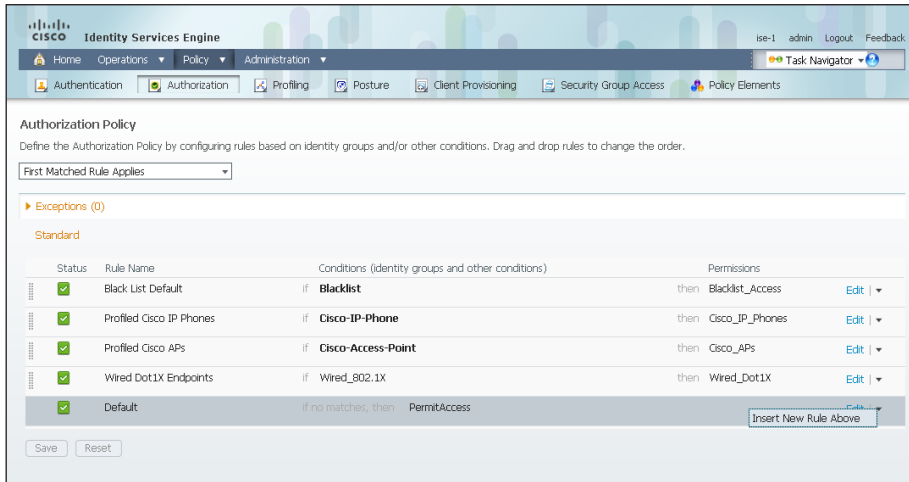 CISCO Identity Services Engine
ise-1 admin Logout Feedback
Home Operations Policy Administration
Task Navigator
Authentication Authorization Profiling Posture Client Provisioning Security Group Access Policy Elements
Authorization Policy
Define the Authorization Policy by configuring rules based on identity groups and/or other conditions. Drag and drop rules to change the order.
First Matched Rule Applies
Exceptions (0)
Standard
Status Rule Name Conditions (identity groups and other conditions) Permissions
Black List Default if Blacklist then Blacklist_Access Edit |
Profiled Cisco IP Phones if Cisco-IP-Phone then Cisco_IP_Phones Edit |
Profiled Cisco APs if Cisco-Access-Point then Cisco_APs Edit |
Wired Dot1X Endpoints if Wired_802.1X then Wired_Dot1X Edit |
Default if no matches, then PermitAccess Edit |
Insert New Rule Above
Save Reset